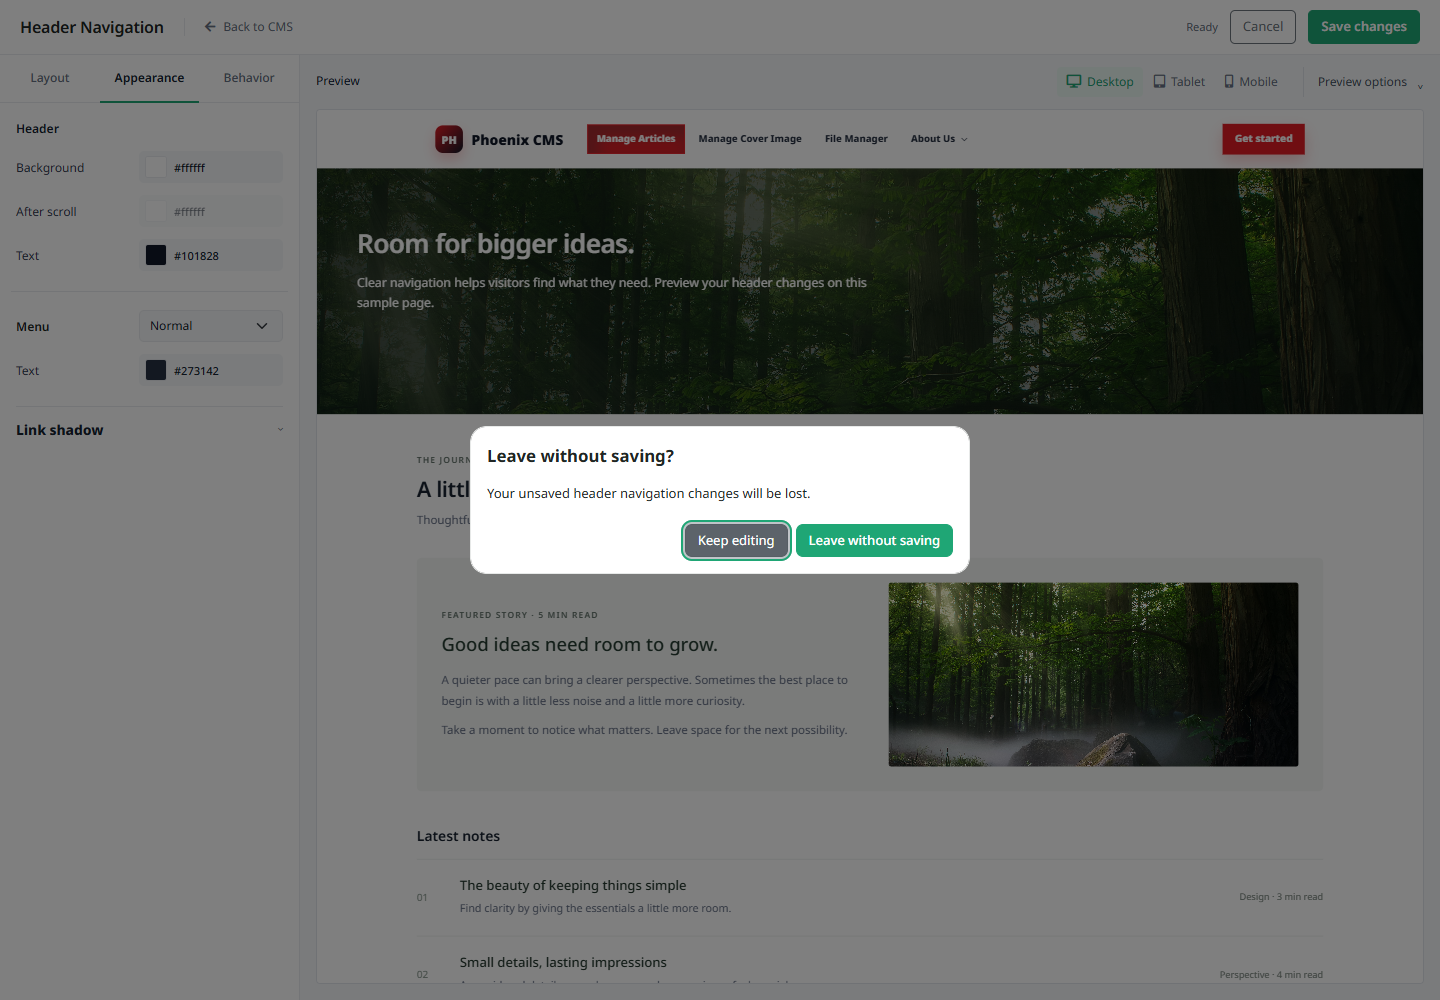 Header Navigation
Back to CMS
Ready
Cancel
Save changes
Layout
Appearance
Behavior
Header
Background
#ffffff
After scroll
#ffffff
Text
#101828
Menu
Normal
Text
#273142
Link shadow
Preview
Desktop
Tablet
Mobile
Preview options
PH
Phoenix CMS
Manage Articles
Manage Cover Image
File Manager
About Us
Get started
Room for bigger ideas.
Clear navigation helps visitors find what they need. Preview your header changes on this
sample page.
THE JOURN
A littl
Thoughtfu
Leave without saving?
Your unsaved header navigation changes will be lost.
Keep editing
Leave without saving
FEATURED STORY · 5 MIN READ
Good ideas need room to grow.
A quieter pace can bring a clearer perspective. Sometimes the best place to
begin is with a little less noise and a little more curiosity.
Take a moment to notice what matters. Leave space for the next possibility.
Latest notes
01
The beauty of keeping things simple
Find clarity by giving the essentials a little more room.
Design · 3 min read
02
Small details, lasting impressions
Perspective · 4 min read